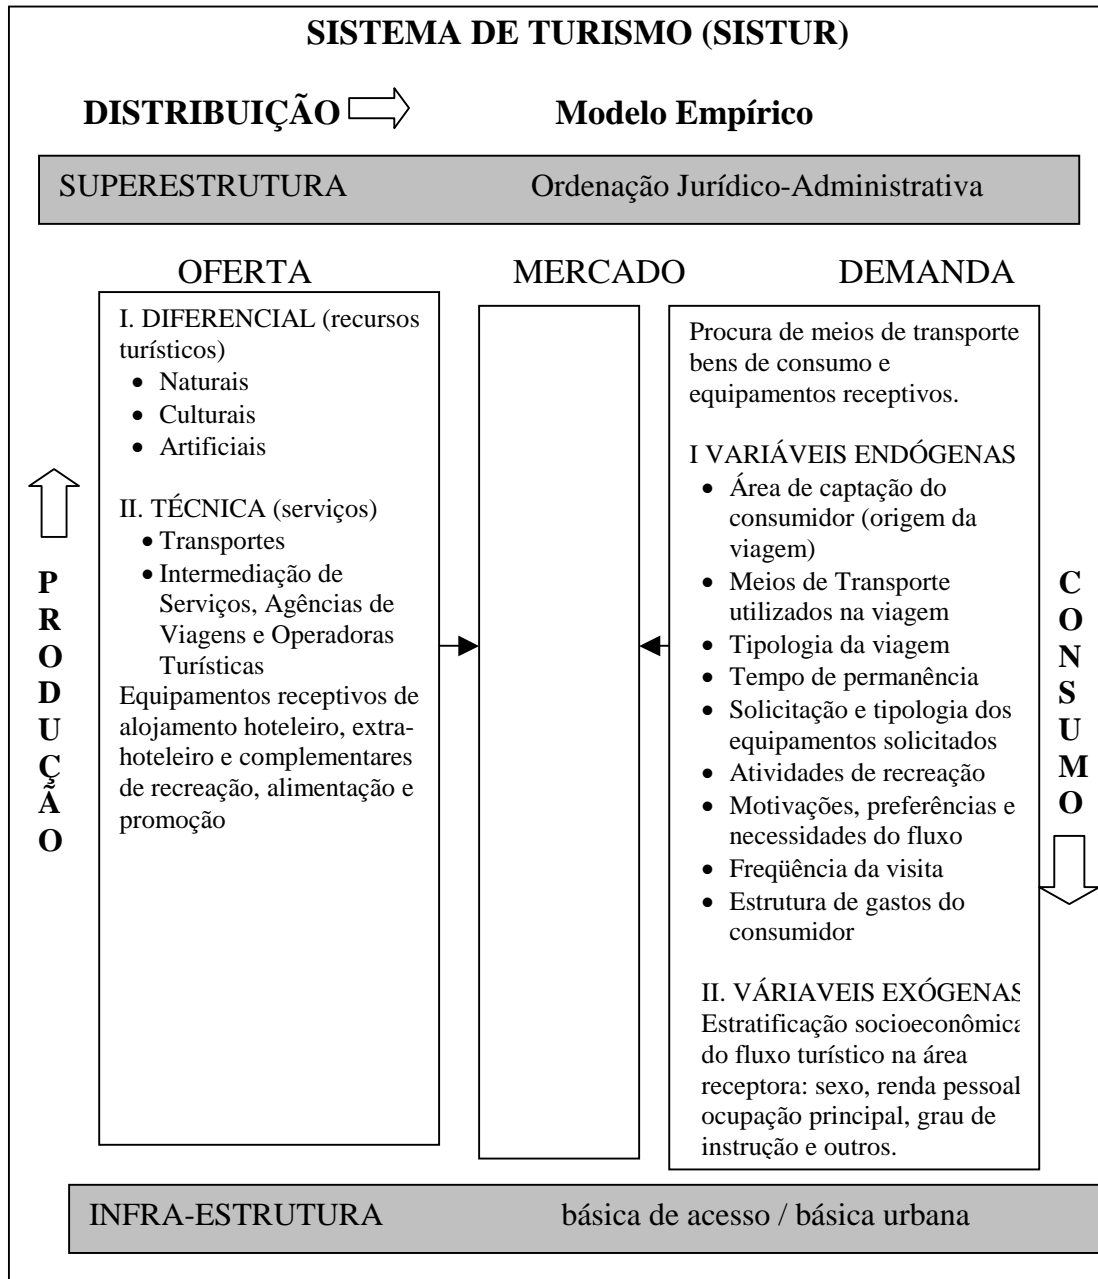 SISTEMA DE TURISMO (SISTUR)
DISTRIBUIÇÃO Modelo Empírico
SUPERESTRUTURA Ordenação Jurídico-Administrativa
OFERTA MERCADO DEMANDA
I. DIFERENCIAL (recursos
turísticos)
• Naturais
• Culturais
• Artificiais
II. TÉCNICA (serviços)
• Transportes
• Intermediação de
Serviços, Agências de
Viagens e Operadoras
Turísticas
Equipamentos receptivos de
alojamento hoteleiro, extra-
hoteleiro e complementares
de recreação, alimentação e
promoção
Procura de meios de transporte
bens de consumo e
equipamentos receptivos.
I VARIÁVEIS ENDÓGENAS
• Área de captação do
consumidor (origem da
viagem)
• Meios de Transporte
utilizados na viagem
• Tipologia da viagem
• Tempo de permanência
• Solicitação e tipologia dos
equipamentos solicitados
• Atividades de recreação
• Motivações, preferências e
necessidades do fluxo
• Freqüência da visita
• Estrutura de gastos do
consumidor
II. VÁRIAVEIS EXÓGENAS
Estratificação socioeconômica
do fluxo turístico na área
receptora: sexo, renda pessoal
ocupação principal, grau de
instrução e outros.
PRODUÇÃO
CONSUMO
INFRA-ESTRUTURA básica de acesso / básica urbana